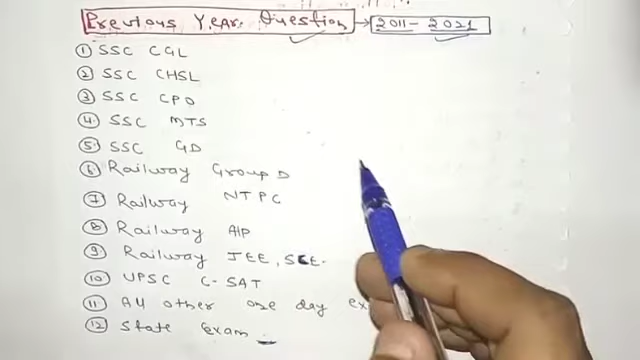 Previous Year Question → 2011-2021
① SSC CGL
② SSC CHSL
③ SSC CPO
④ SSC MTS
⑤ SSC GD
⑥ Railway Group D
⑦ Railway NTPC
⑧ Railway Alp
⑨ Railway JEE, SSE.
⑩ UPSC C-SAT
⑪ All other one day
⑫ State exam